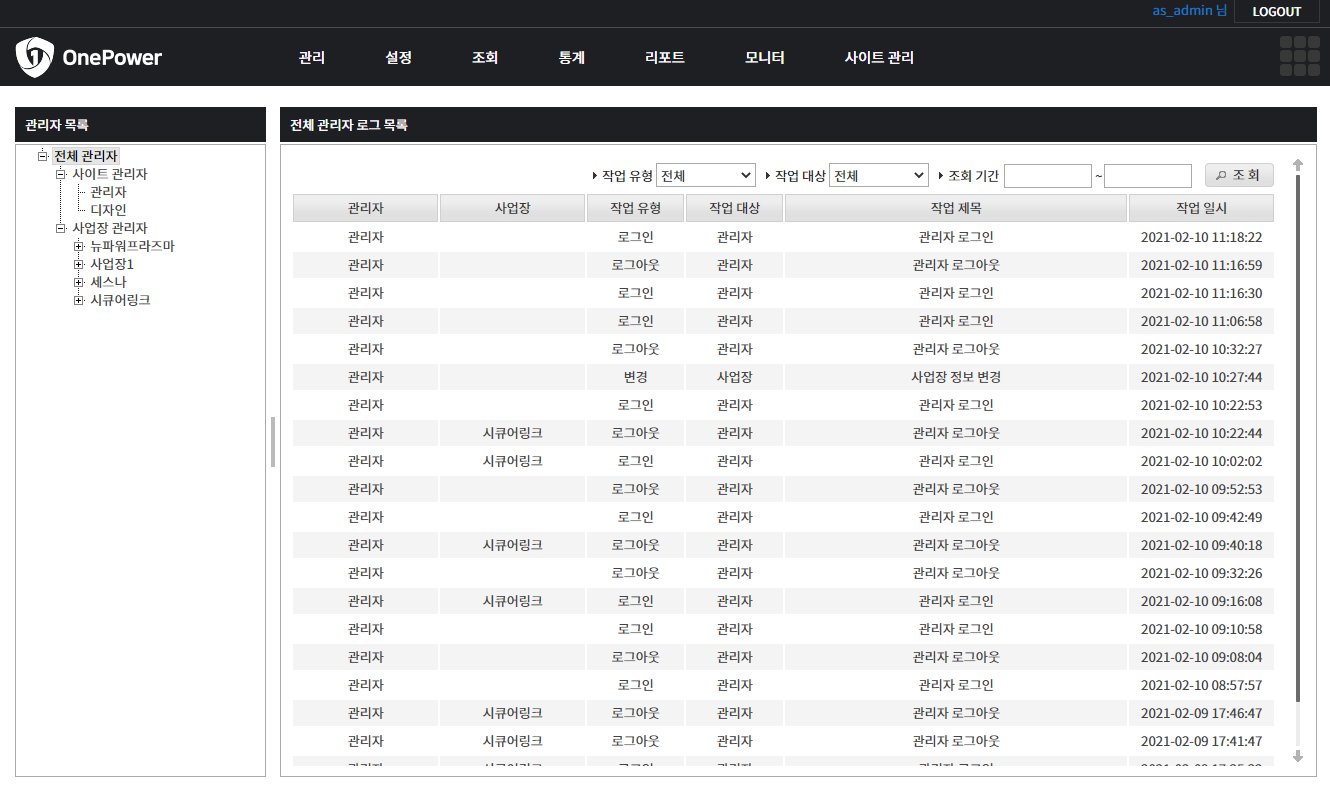 as_admin 님 LOGOUT
OnePower 관리 설정 조회 통계 리포트 모니터 사이트 관리
관리자 목록
전체 관리자
사이트 관리자
관리자
디자인
사업장 관리자
뉴파워프라즈마
사업장1
세스나
시큐어링크
전체 관리자 로그 목록
작업 유형 전체 작업 대상 전체 조회 기간 ~ 조 회
관리자 사업장 작업 유형 작업 대상 작업 제목 작업 일시
관리자 로그인 관리자 관리자 로그인 2021-02-10 11:18:22
관리자 로그아웃 관리자 관리자 로그아웃 2021-02-10 11:16:59
관리자 로그인 관리자 관리자 로그인 2021-02-10 11:16:30
관리자 로그인 관리자 관리자 로그인 2021-02-10 11:06:58
관리자 로그아웃 관리자 관리자 로그아웃 2021-02-10 10:32:27
관리자 변경 사업장 사업장 정보 변경 2021-02-10 10:27:44
관리자 로그인 관리자 관리자 로그인 2021-02-10 10:22:53
관리자 시큐어링크 로그아웃 관리자 관리자 로그아웃 2021-02-10 10:22:44
관리자 시큐어링크 로그인 관리자 관리자 로그인 2021-02-10 10:02:02
관리자 로그아웃 관리자 관리자 로그아웃 2021-02-10 09:52:53
관리자 로그인 관리자 관리자 로그인 2021-02-10 09:42:49
관리자 시큐어링크 로그아웃 관리자 관리자 로그아웃 2021-02-10 09:40:18
관리자 로그아웃 관리자 관리자 로그아웃 2021-02-10 09:32:26
관리자 시큐어링크 로그인 관리자 관리자 로그인 2021-02-10 09:16:08
관리자 로그인 관리자 관리자 로그인 2021-02-10 09:10:58
관리자 로그아웃 관리자 관리자 로그아웃 2021-02-10 09:08:04
관리자 로그인 관리자 관리자 로그인 2021-02-10 08:57:57
관리자 시큐어링크 로그아웃 관리자 관리자 로그아웃 2021-02-09 17:46:47
관리자 시큐어링크 로그아웃 관리자 관리자 로그인 2021-02-09 17:41:47